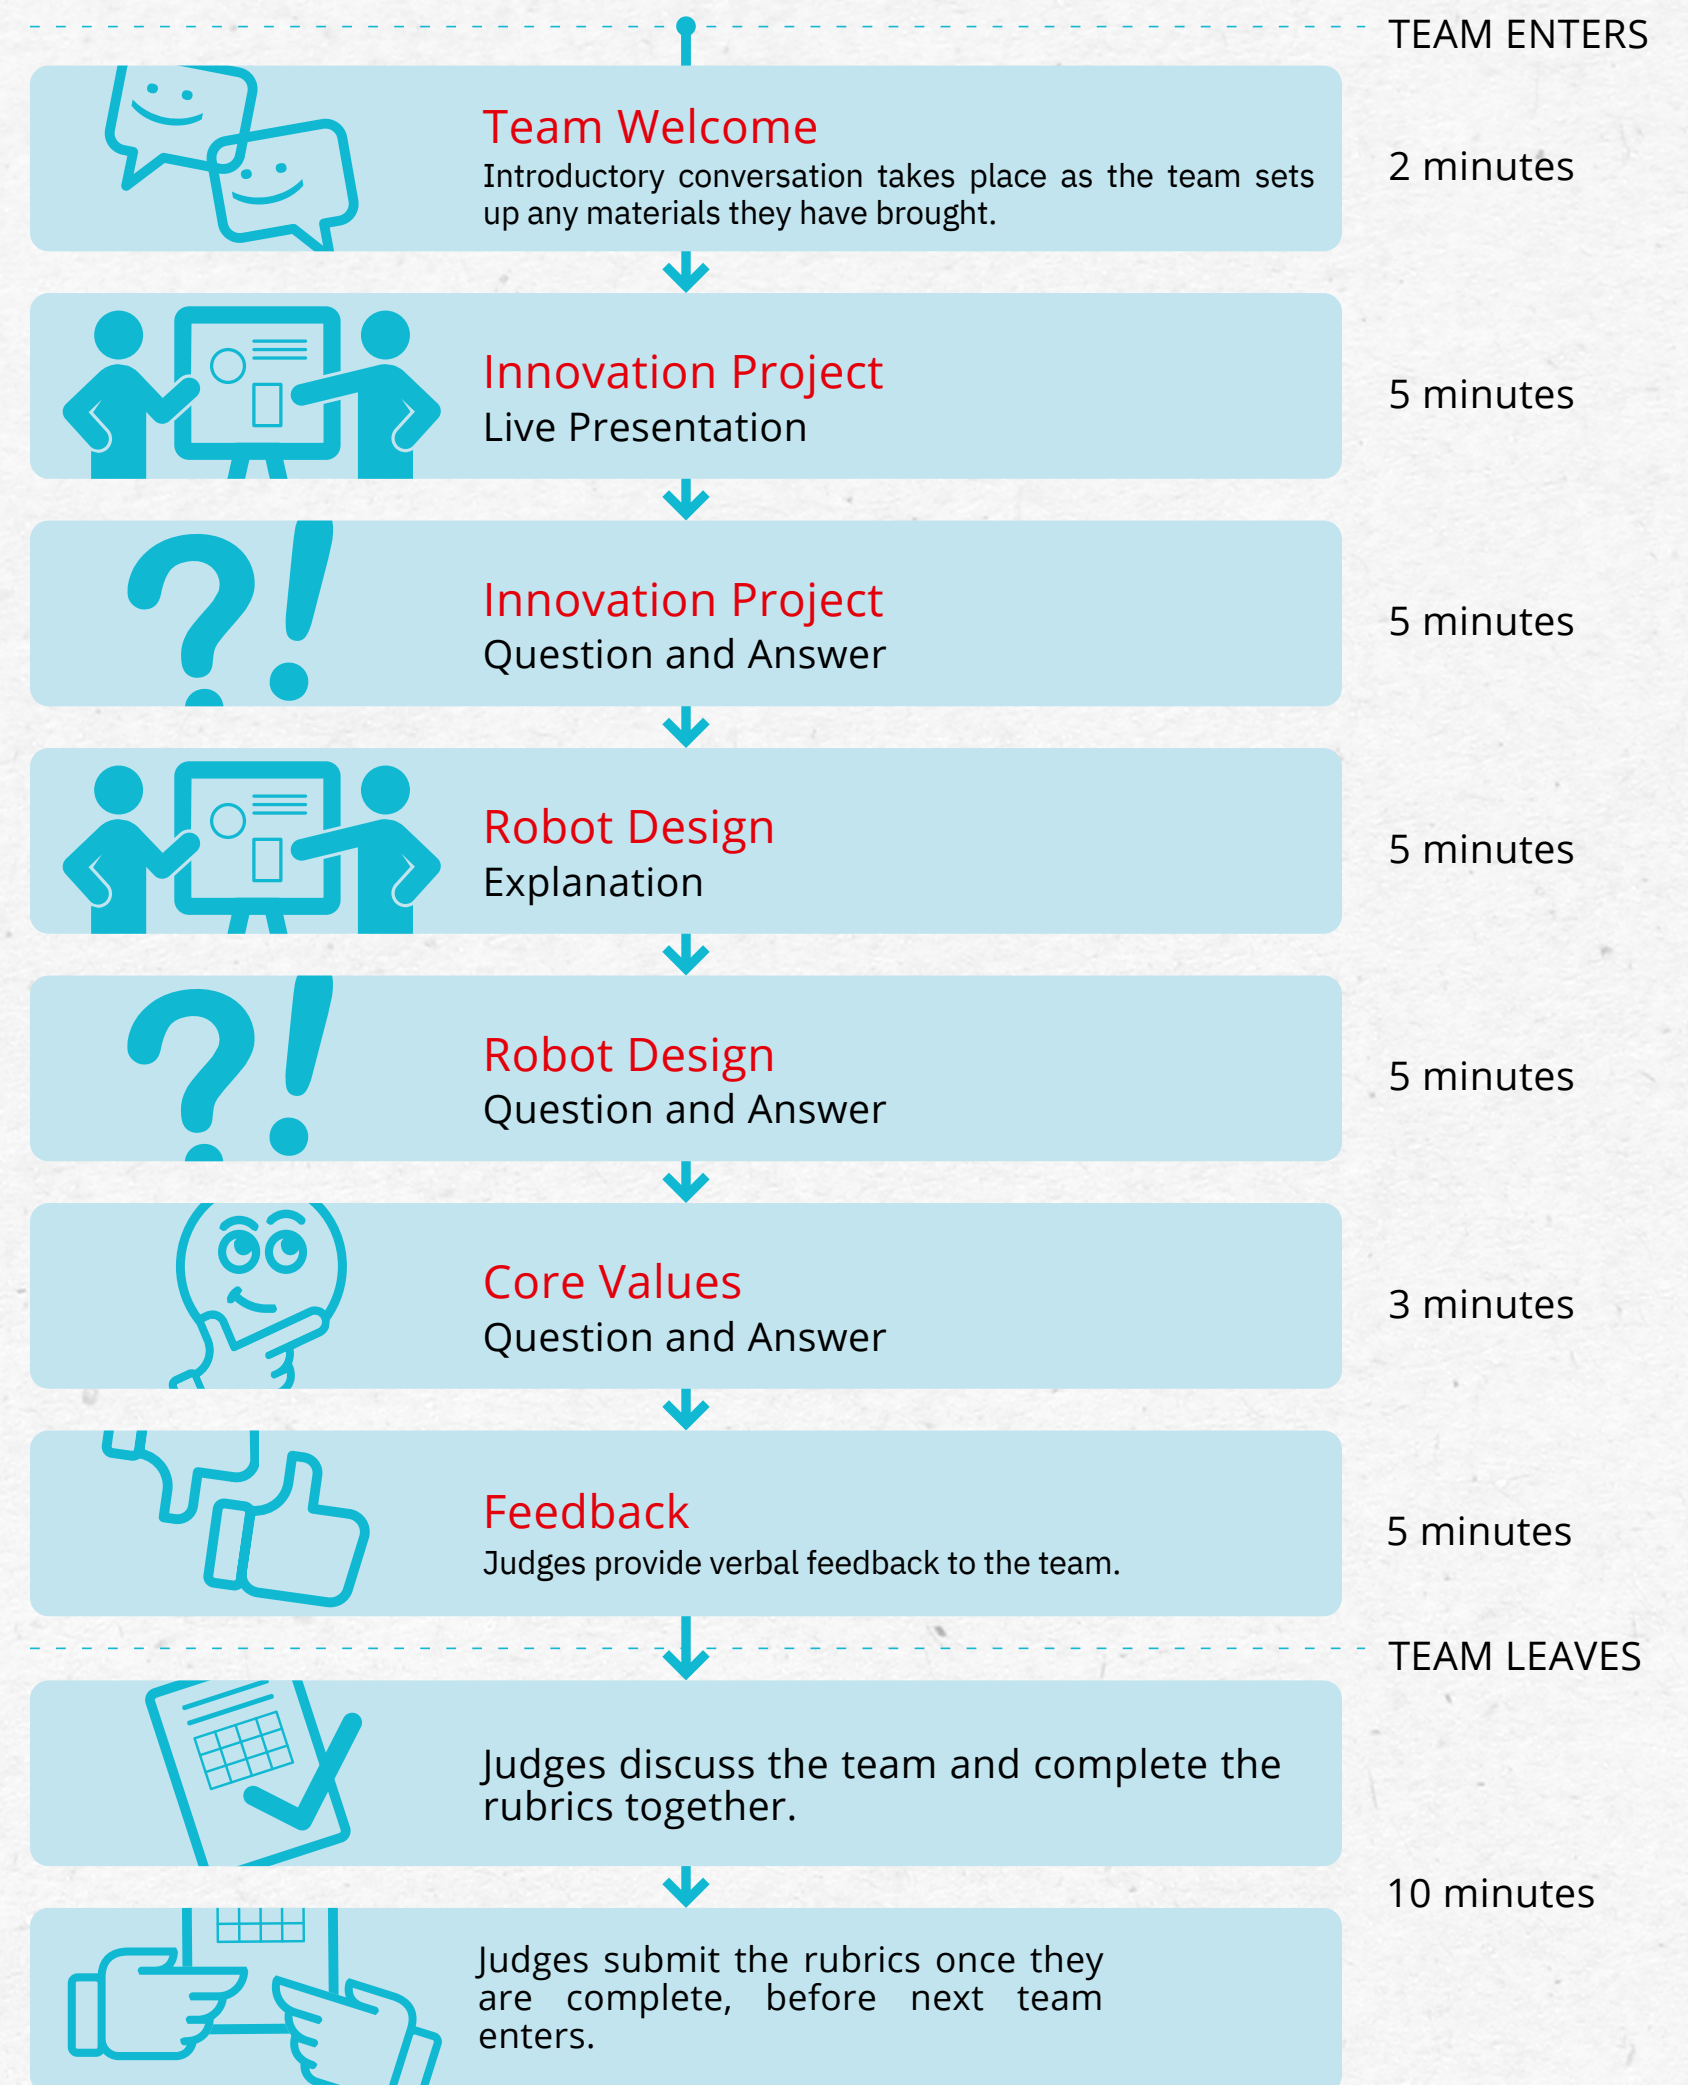 TEAM ENTERS
Team Welcome
Introductory conversation takes place as the team sets
up any materials they have brought.
2 minutes
Innovation Project
Live Presentation
5 minutes
Innovation Project
Question and Answer
5 minutes
Robot Design
Explanation
5 minutes
Robot Design
Question and Answer
5 minutes
Core Values
Question and Answer
3 minutes
Feedback
Judges provide verbal feedback to the team.
5 minutes
TEAM LEAVES
Judges discuss the team and complete the
rubrics together.
10 minutes
Judges submit the rubrics once they
are complete, before next team
enters.